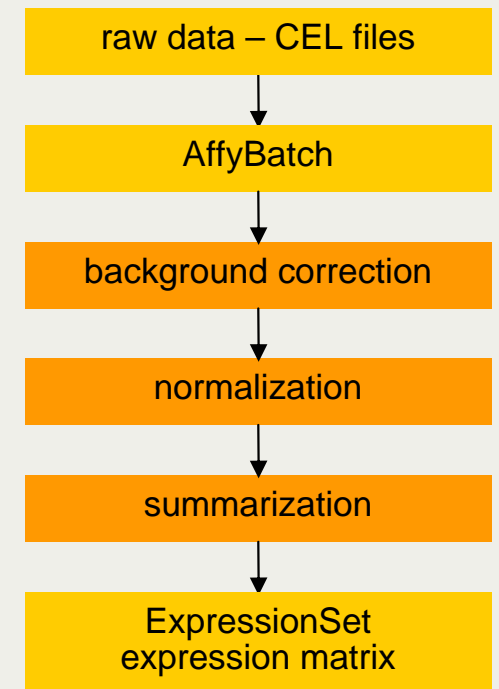 raw data – CEL files
AffyBatch
background correction
normalization
summarization
ExpressionSet
expression matrix